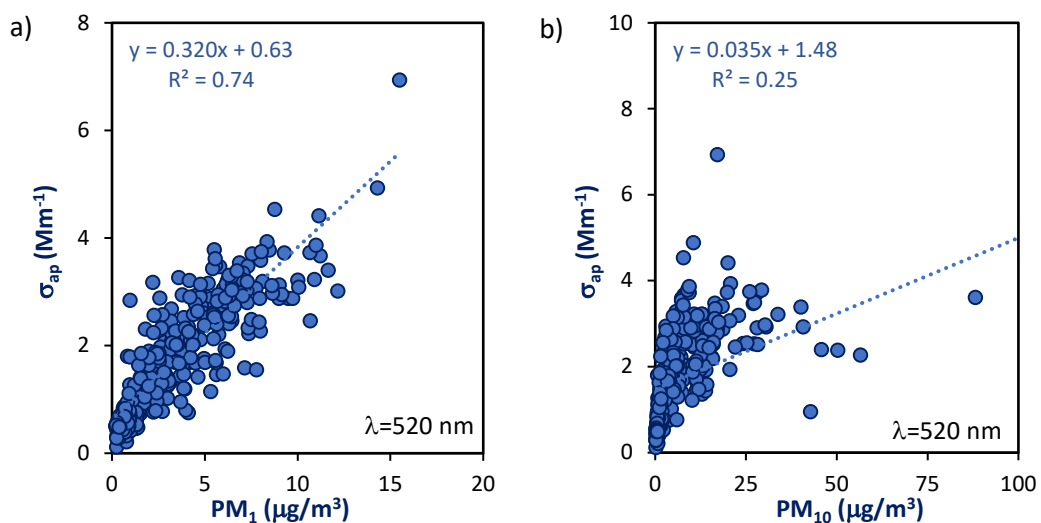 a)
y = 0.320x + 0.63
R² = 0.74
8
6
4
2
0
σap (Mm⁻¹)
0 5 10 15 20
PM₁ (µg/m³)
λ=520 nm
b)
y = 0.035x + 1.48
R² = 0.25
10
8
6
4
2
0
σap (Mm⁻¹)
0 25 50 75 100
PM₁₀ (µg/m³)
λ=520 nm